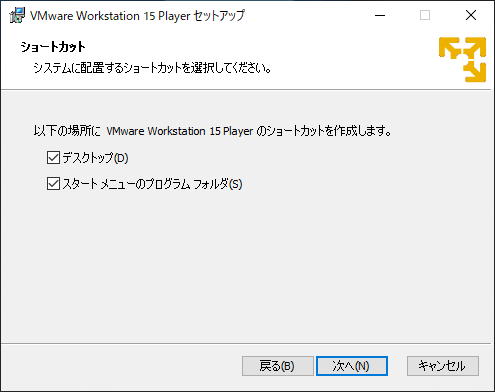 VMware Workstation 15 Player セットアップ
ショートカット
システムに配置するショートカットを選択してください。
以下の場所に VMware Workstation 15 Player のショートカットを作成します。
デスクトップ(D)
スタート メニューのプログラム フォルダ(S)
戻る(B)
次へ(N)
キャンセル